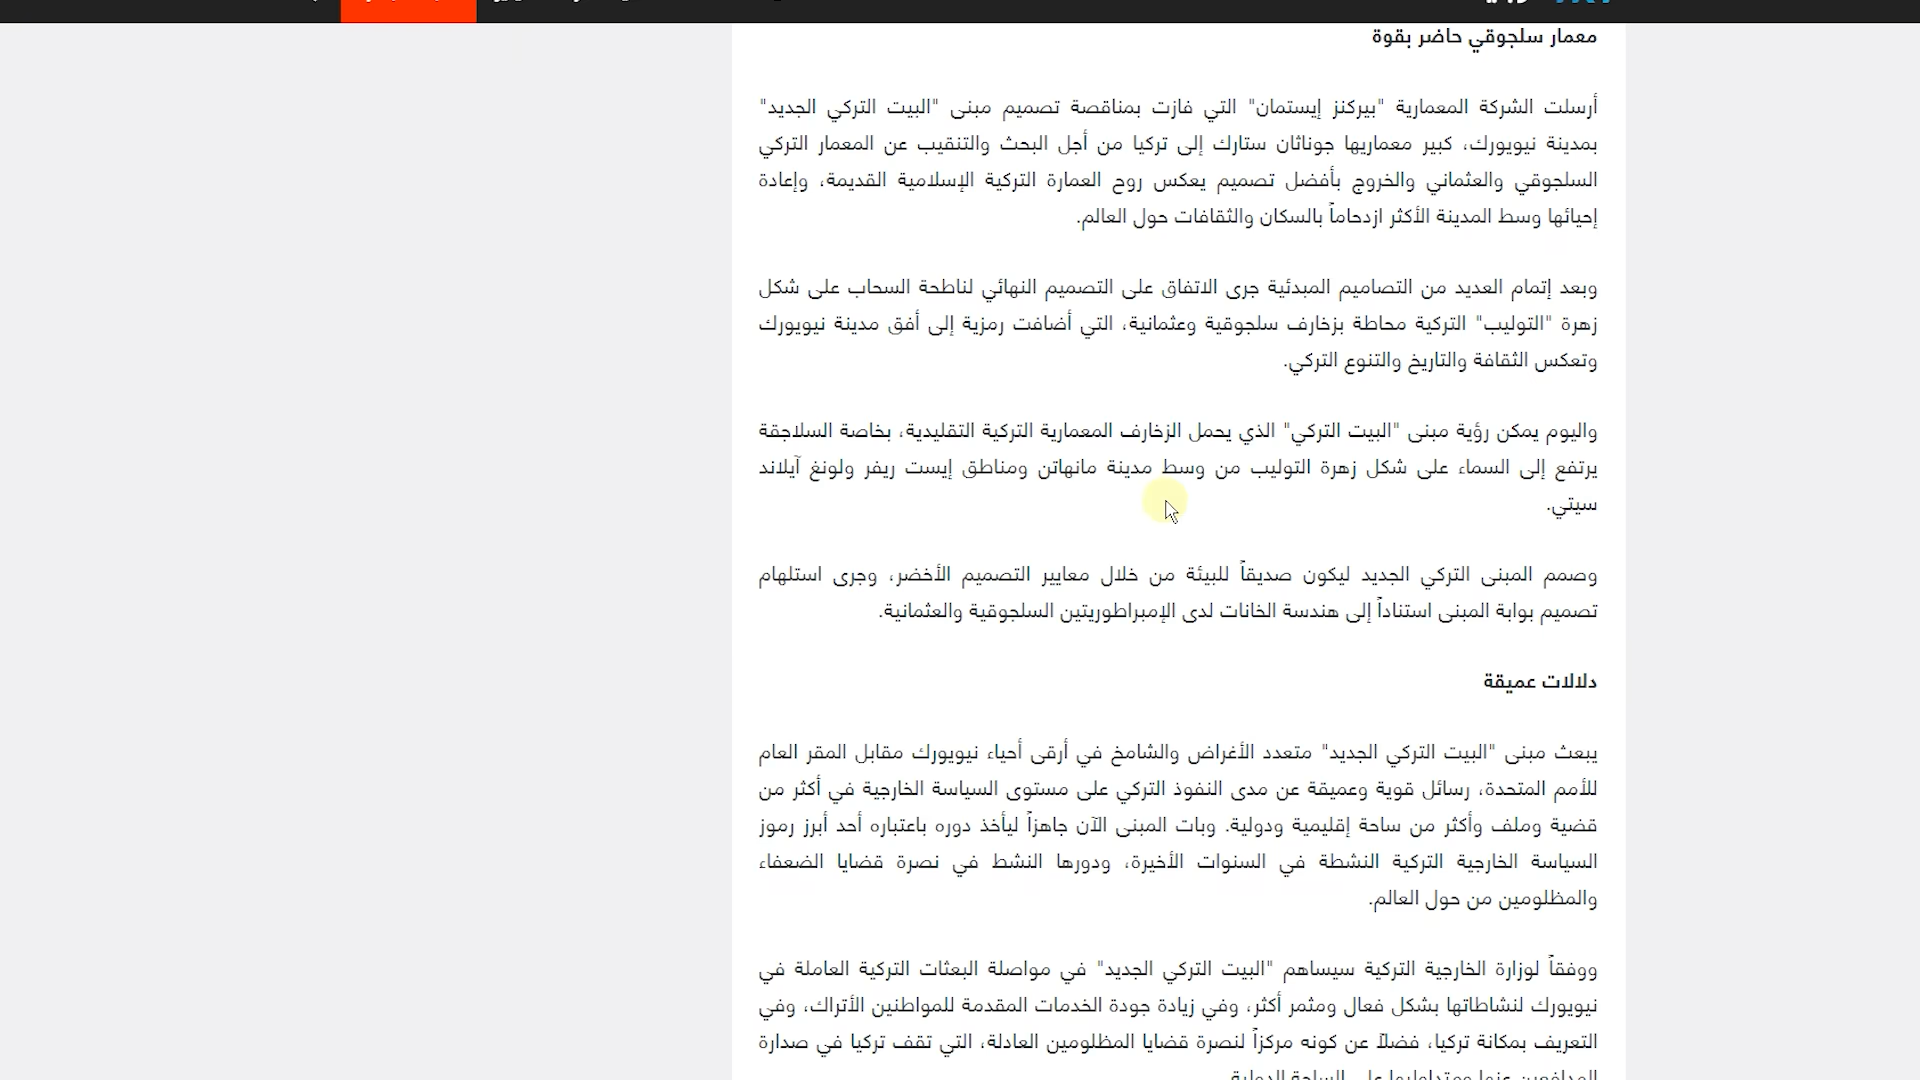 معمار سلجوقي حاضر بقوة
أرسلت الشركة المعمارية "بيركنز إيستمان" التي فازت بمناقصة تصميم مبنى "البيت التركي الجديد"
بمدينة نيويورك، كبير معماريها جوناثان ستارك إلى تركيا من أجل البحث والتنقيب عن المعمار التركي
السلجوقي والعثماني والخروج بأفضل تصميم يعكس روح العمارة التركية الإسلامية القديمة، وإعادة
إحيائها وسط المدينة الأكثر ازدحاماً بالسكان والثقافات حول العالم.
وبعد إتمام العديد من التصاميم المبدئية جرى الاتفاق على التصميم النهائي لناطحة السحاب على شكل
زهرة "التوليب" التركية محاطة بزخارف سلجوقية وعثمانية، التي أضافت رمزية إلى أفق مدينة نيويورك
وتعكس الثقافة والتاريخ والتنوع التركي.
واليوم يمكن رؤية مبنى "البيت التركي" الذي يحمل الزخارف المعمارية التركية التقليدية، بخاصة السلاجقة
يرتفع إلى السماء على شكل زهرة التوليب من وسط مدينة مانهاتن ومناطق إيست ريفر ولونغ آيلاند
سيتي.
وصمم المبنى التركي الجديد ليكون صديقاً للبيئة من خلال معايير التصميم الأخضر، وجرى استلهام
تصميم بوابة المبنى استناداً إلى هندسة الخانات لدى الإمبراطوريتين السلجوقية والعثمانية.
دلالات عميقة
يبعث مبنى "البيت التركي الجديد" متعدد الأغراض والشامخ في أرقى أحياء نيويورك مقابل المقر العام
للأمم المتحدة، رسائل قوية وعميقة عن مدى النفوذ التركي على مستوى السياسة الخارجية في أكثر من
قضية وملف وأكثر من ساحة إقليمية ودولية. وبات المبنى الآن جاهزاً ليأخذ دوره باعتباره أحد أبرز رموز
السياسة الخارجية التركية النشطة في السنوات الأخيرة، ودورها النشط في نصرة قضايا الضعفاء
والمظلومين من حول العالم.
ووفقاً لوزارة الخارجية التركية سيساهم "البيت التركي الجديد" في مواصلة البعثات التركية العاملة في
نيويورك لنشاطاتها بشكل فعال ومثمر أكثر، وفي زيادة جودة الخدمات المقدمة للمواطنين الأتراك، وفي
التعريف بمكانة تركيا، فضلاً عن كونه مركزاً لنصرة قضايا المظلومين العادلة، التي تقف تركيا في صدارة